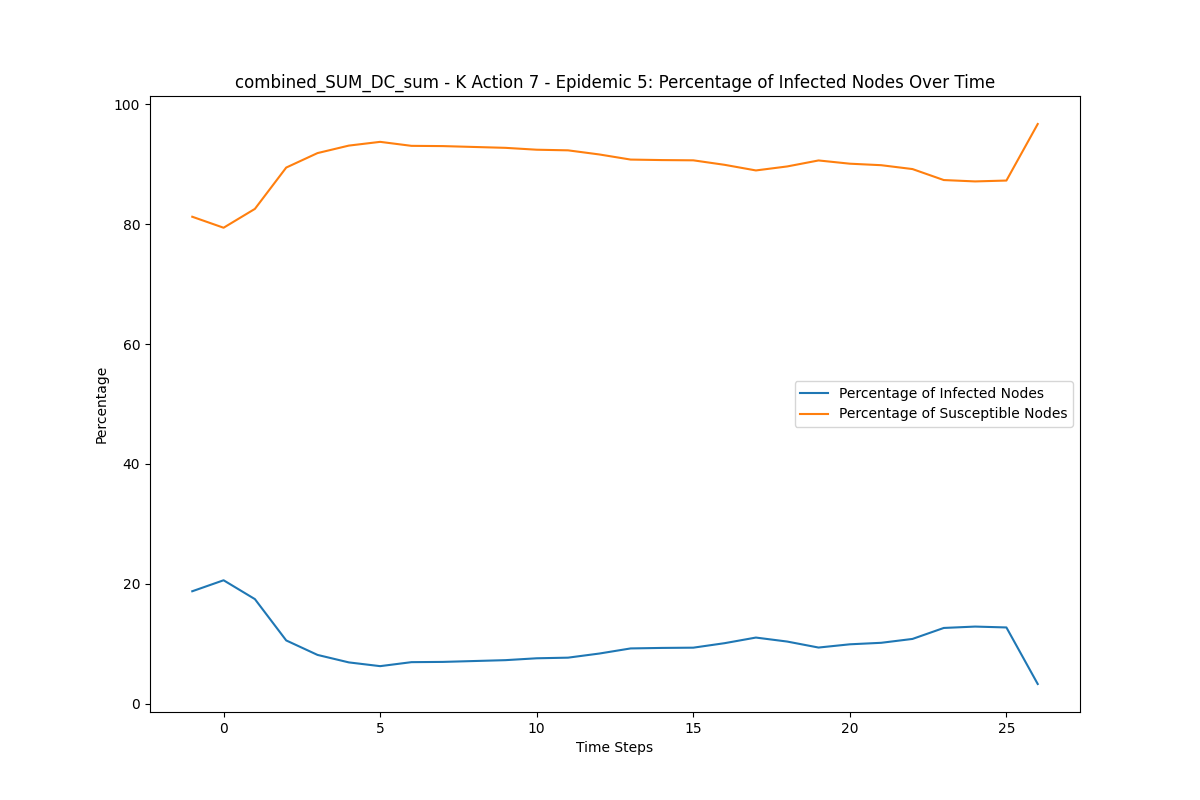 combined_SUM_DC_sum - K Action 7 - Epidemic 5: Percentage of Infected Nodes Over Time
100
80
60
40
20
0
Percentage
Percentage of Infected Nodes
Percentage of Susceptible Nodes
0 5 10 15 20 25
Time Steps